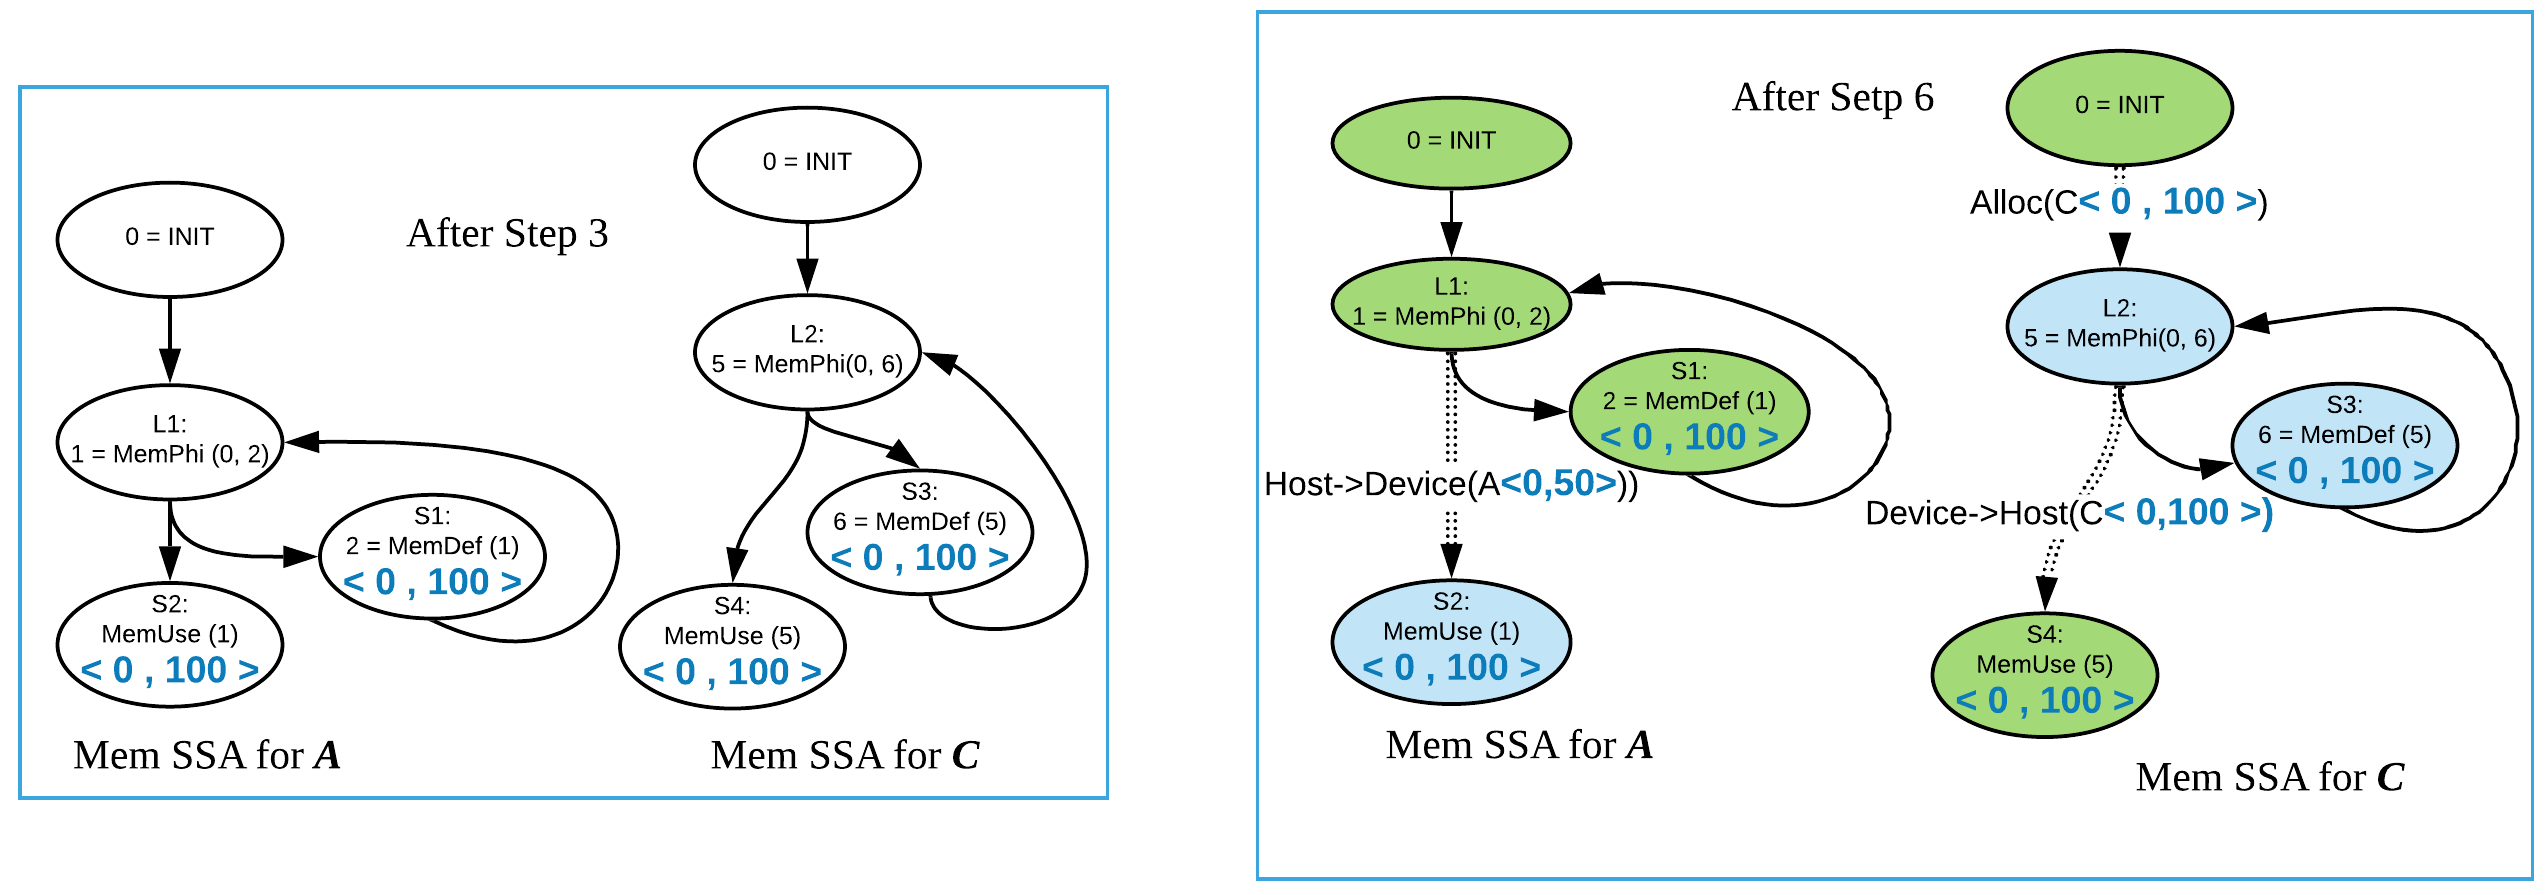 After Step 3
0 = INIT
L1:
1 = MemPhi (0, 2)
S1:
2 = MemDef (1)
< 0 , 100 >
S2:
MemUse (1)
< 0 , 100 >
Mem SSA for A
0 = INIT
L2:
5 = MemPhi(0, 6)
S3:
6 = MemDef (5)
< 0 , 100 >
S4:
MemUse (5)
< 0 , 100 >
Mem SSA for C
After Setp 6
0 = INIT
L1:
1 = MemPhi (0, 2)
S1:
2 = MemDef (1)
< 0 , 100 >
Host->Device(A<0,50>))
S2:
MemUse (1)
< 0 , 100 >
Mem SSA for A
0 = INIT
Alloc(C< 0 , 100 >)
L2:
5 = MemPhi(0, 6)
S3:
6 = MemDef (5)
< 0 , 100 >
Device->Host(C< 0,100 >)
S4:
MemUse (5)
< 0 , 100 >
Mem SSA for C